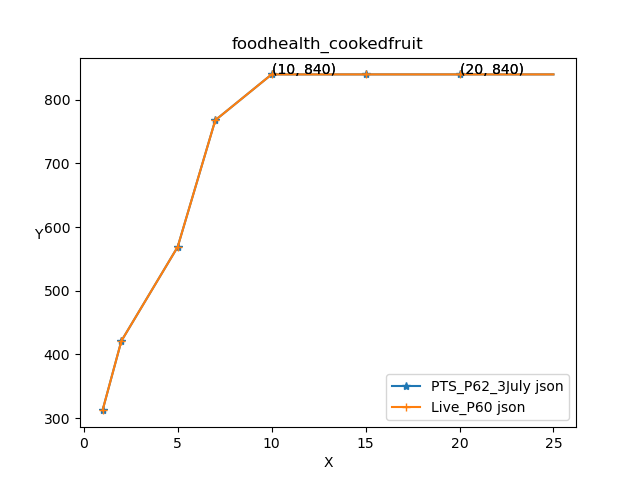 foodhealth_cookedfruit
(10, 840)
(20, 840)
800
700
600
500
400
300
Y
0
5
10
15
20
25
X
PTS_P62_3July json
Live_P60 json